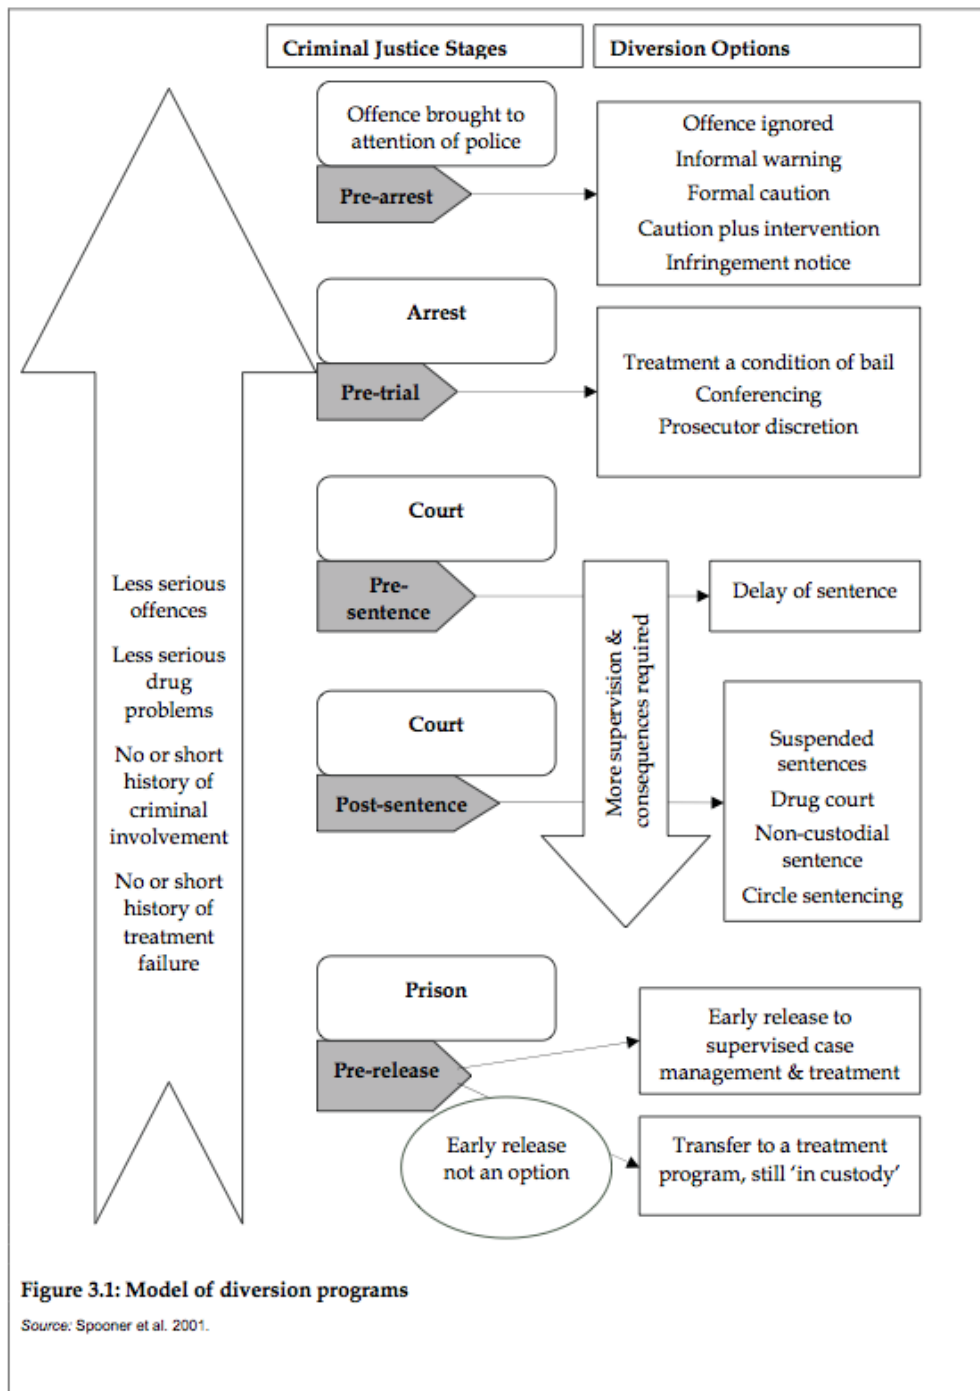 Criminal Justice Stages
Diversion Options
Offence brought to
attention of police
Pre-arrest
Offence ignored
Informal warning
Formal caution
Caution plus intervention
Infringement notice
Arrest
Pre-trial
Treatment a condition of bail
Conferencing
Prosecutor discretion
Court
Pre-
sentence
Delay of sentence
More supervision &
consequences required
Court
Post-sentence
Suspended
sentences
Drug court
Non-custodial
sentence
Circle sentencing
Less serious
offences
Less serious
drug
problems
No or short
history of
criminal
involvement
No or short
history of
treatment
failure
Prison
Pre-release
Early release to
supervised case
management & treatment
Early release
not an option
Transfer to a treatment
program, still ‘in custody’
Figure 3.1: Model of diversion programs
Source: Spooner et al. 2001.